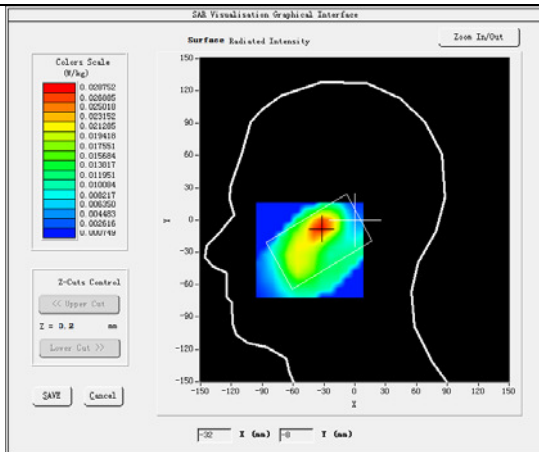 SAR Visualisation Graphical Interface
Surface Radiated Intensity
Zoom In/Out
Colors Scale
(W/kg)
0.028752
0.026885
0.025018
0.023152
0.021285
0.019418
0.017551
0.015684
0.013817
0.011951
0.010084
0.008217
0.006350
0.004483
0.002616
0.000749
150
120
90
60
30
0
-30
-60
-90
-120
-150
Y
-150 -120 -90 -60 -30 0 30 60 90 120 150
X
Z-Cuts Control
<< Upper Cut
Z = 0.2 mm
Lower Cut >>
SAVE Cancel
-32 X (mm) -8 Y (mm)